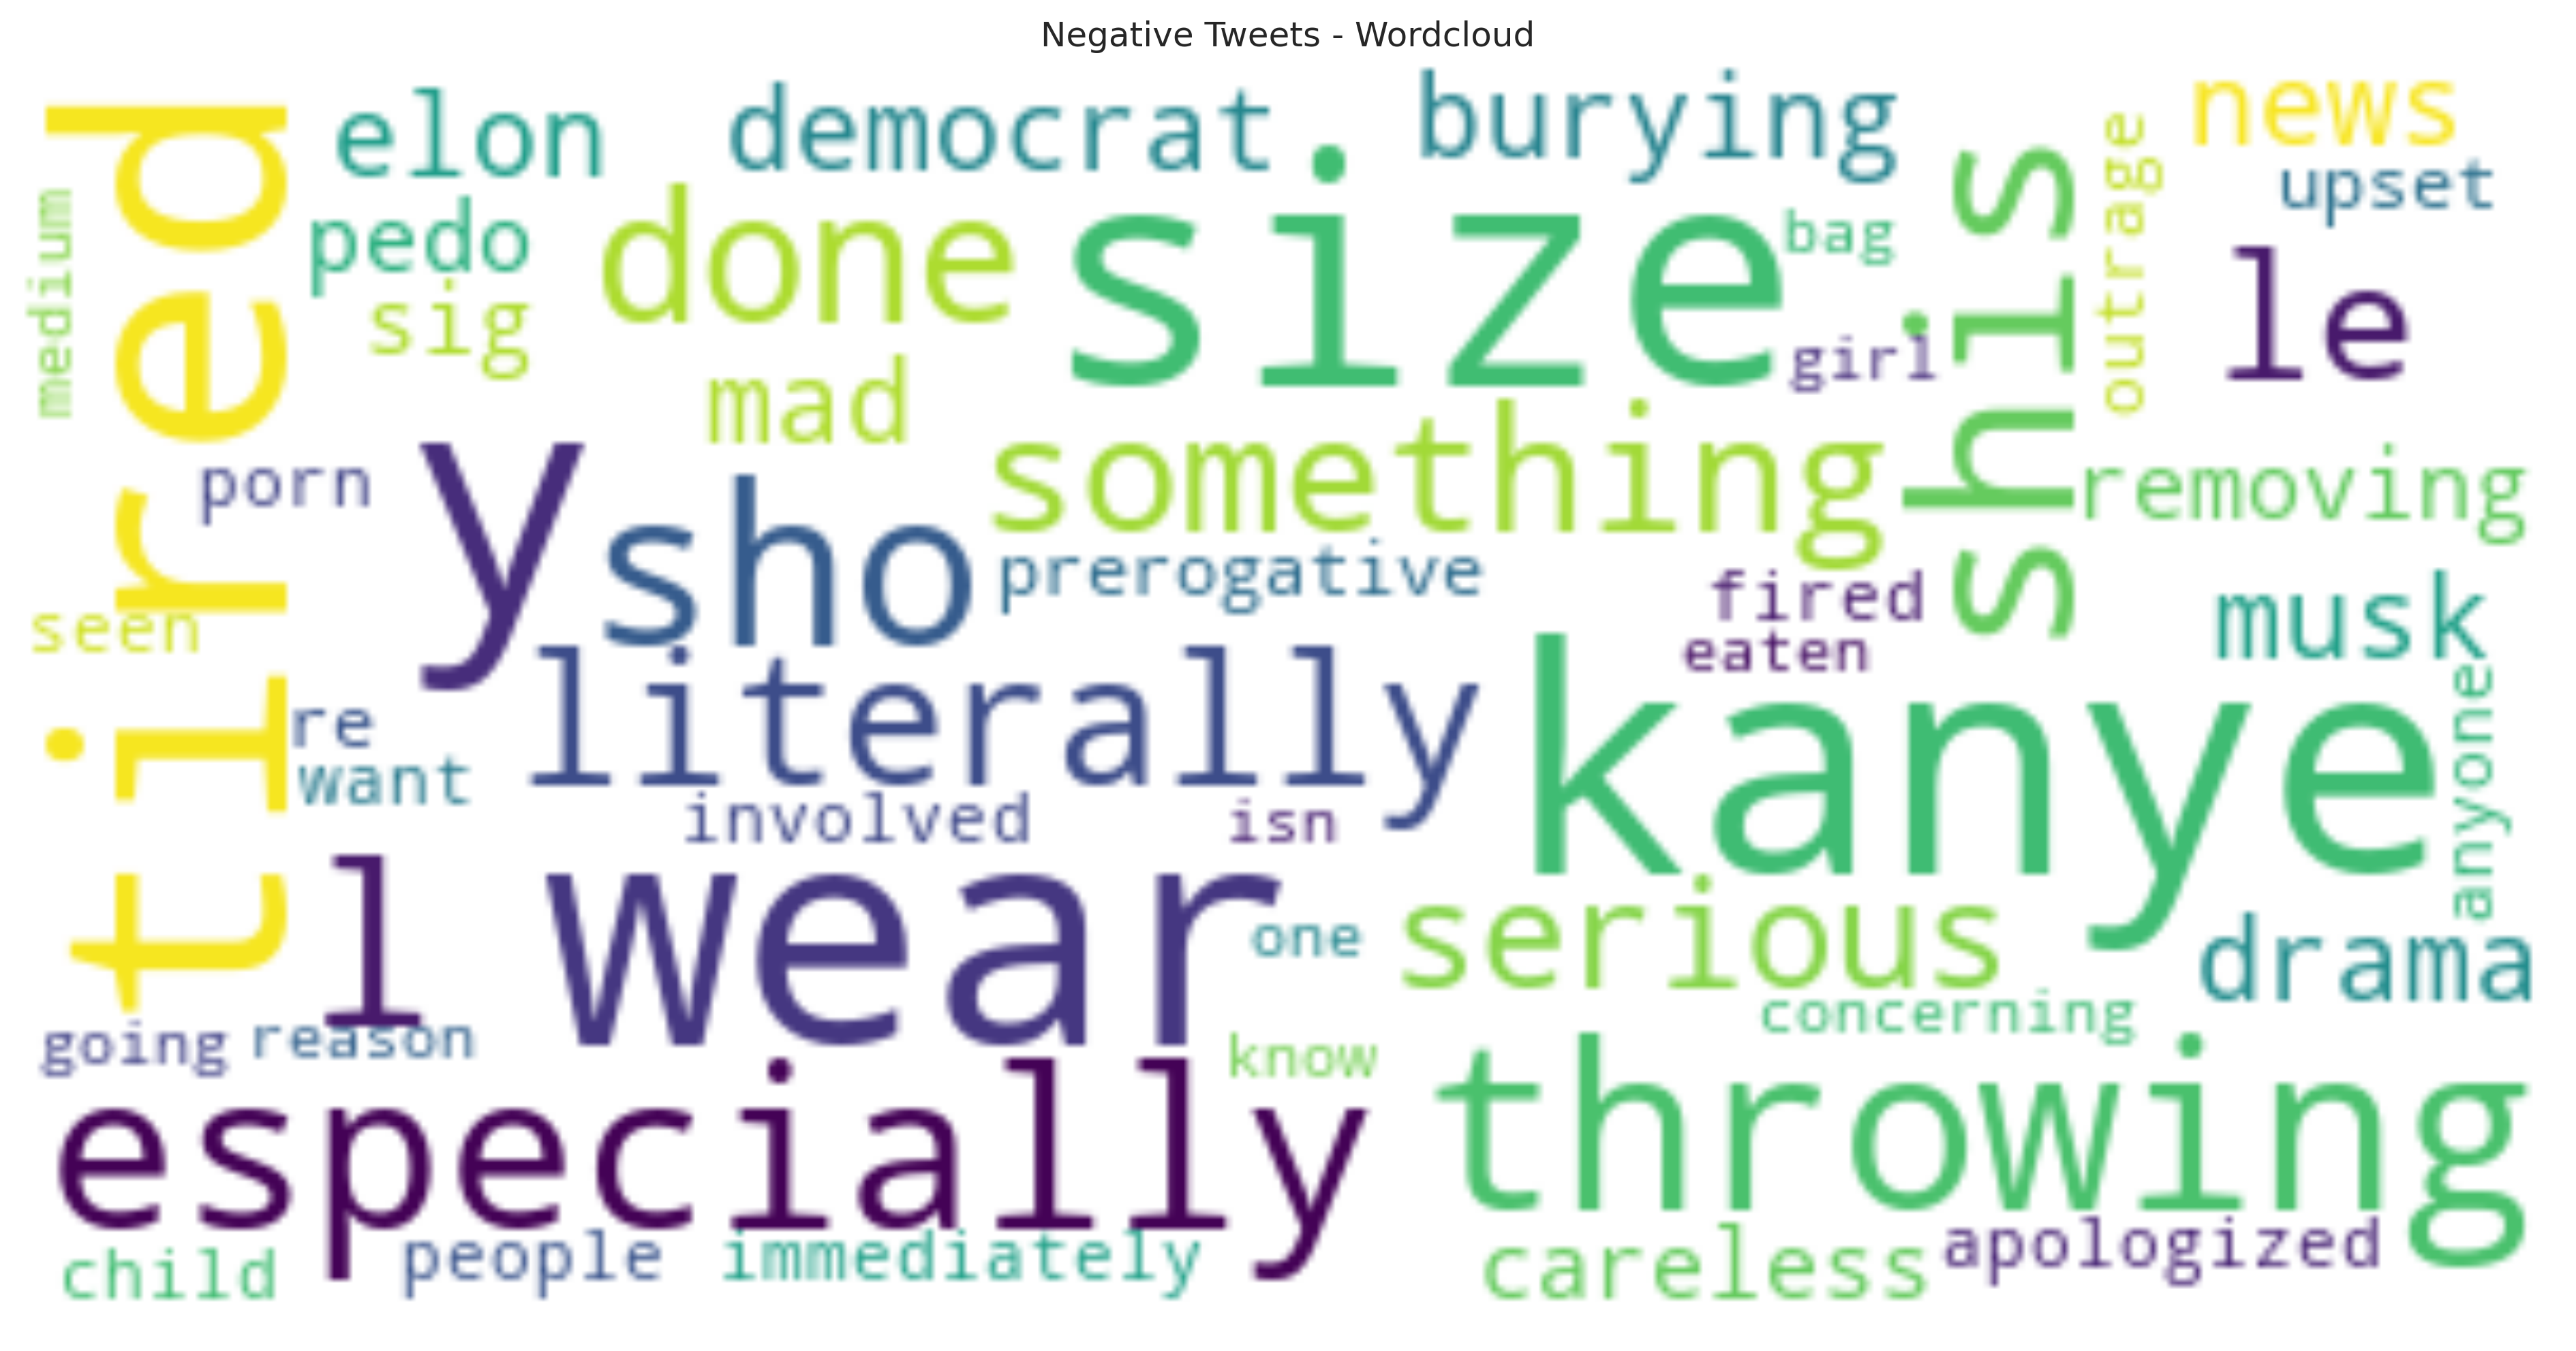 Negative Tweets - Wordcloud
tired
elon
democrat
burying
news
upset
medium
pedo
done
size
bag
shis
outrage
le
sig
mad
girl
something
removing
porn
y
sho
prerogative
fired
eaten
musk
seen
literally
kanye
anyone
re
want
involved
isn
l
wear
one
serious
drama
concerning
going
reason
know
especially
throwing
child
people
immediately
careless
apologized